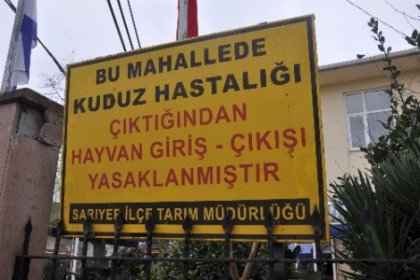 BU MAHALLEDE
KUDUZ HASTALIĞI
ÇIKTIĞINDAN
HAYVAN GİRİŞ - ÇIKIŞI
YASAKLANMIŞTIR
SARIYER İLÇE TARIM MÜDÜRLÜĞÜ